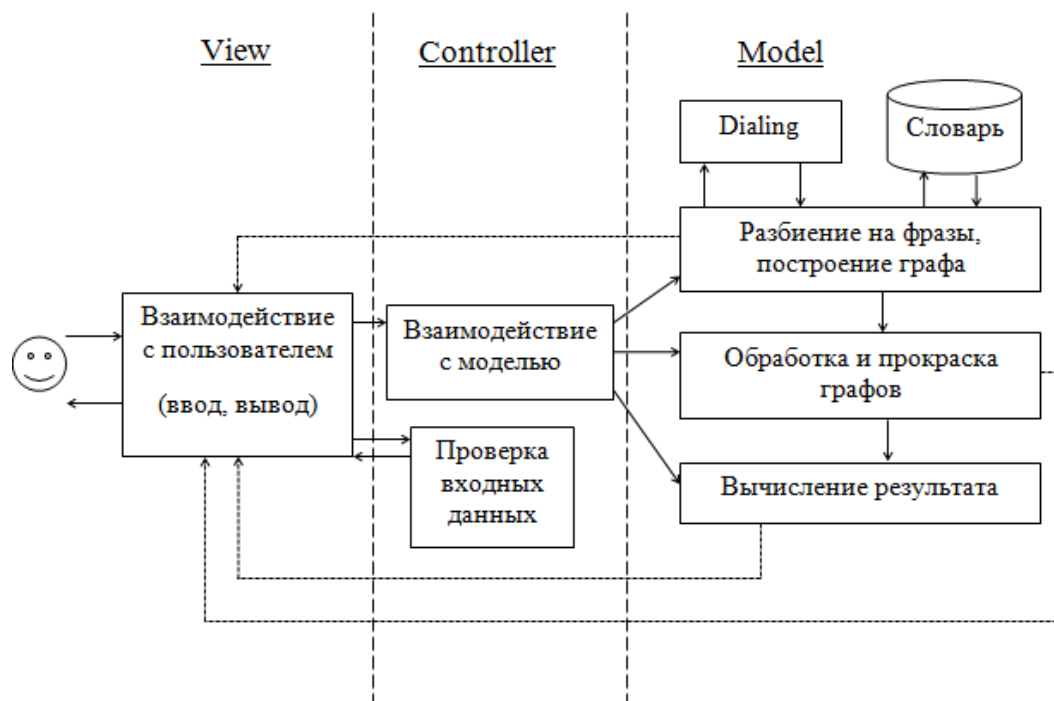 View
Controller
Model
Dialing
Словарь
Разбиение на фразы,
построение графа
Взаимодействие
с пользователем
(ввод, вывод)
Взаимодействие
с моделью
Обработка и прокраска
графов
Проверка
входных
данных
Вычисление результата